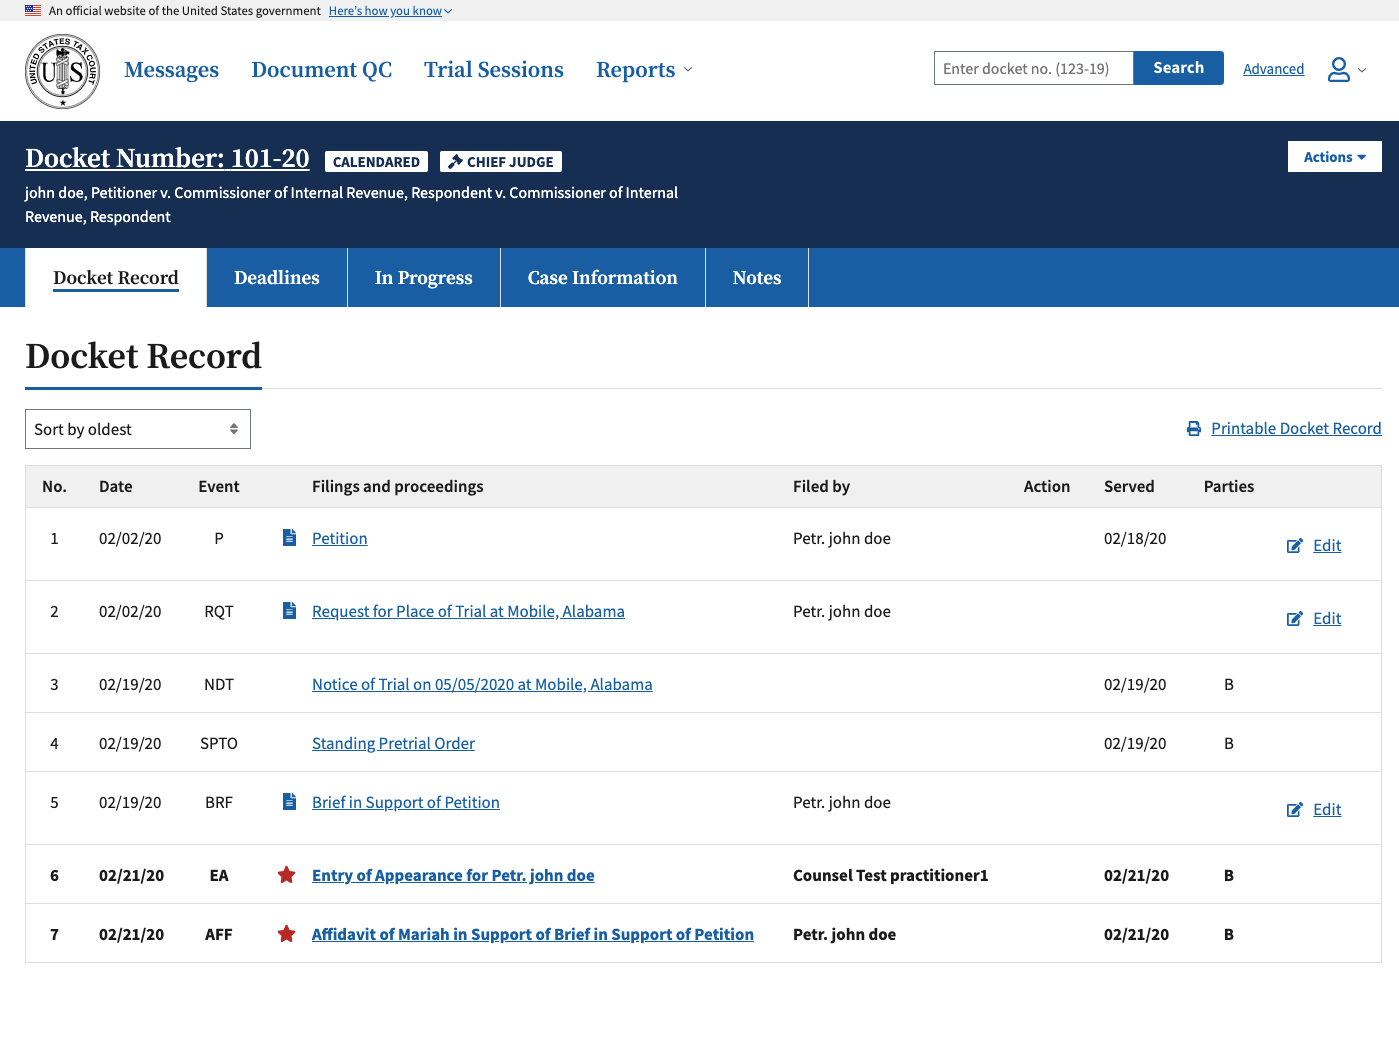 An official website of the United States government Here's how you know
UNITED STATES TAX COURT
US
Messages Document QC Trial Sessions Reports
Enter docket no. (123-19) Search Advanced
Docket Number: 101-20 CALENDARED CHIEF JUDGE Actions
john doe, Petitioner v. Commissioner of Internal Revenue, Respondent v. Commissioner of Internal
Revenue, Respondent
Docket Record Deadlines In Progress Case Information Notes
Docket Record
Sort by oldest Printable Docket Record
No. Date Event Filings and proceedings Filed by Action Served Parties
1 02/02/20 P Petition Petr. john doe 02/18/20 Edit
2 02/02/20 RQT Request for Place of Trial at Mobile, Alabama Petr. john doe Edit
3 02/19/20 NDT Notice of Trial on 05/05/2020 at Mobile, Alabama 02/19/20 B
4 02/19/20 SPTO Standing Pretrial Order 02/19/20 B
5 02/19/20 BRF Brief in Support of Petition Petr. john doe Edit
6 02/21/20 EA Entry of Appearance for Petr. john doe Counsel Test practitioner1 02/21/20 B
7 02/21/20 AFF Affidavit of Mariah in Support of Brief in Support of Petition Petr. john doe 02/21/20 B